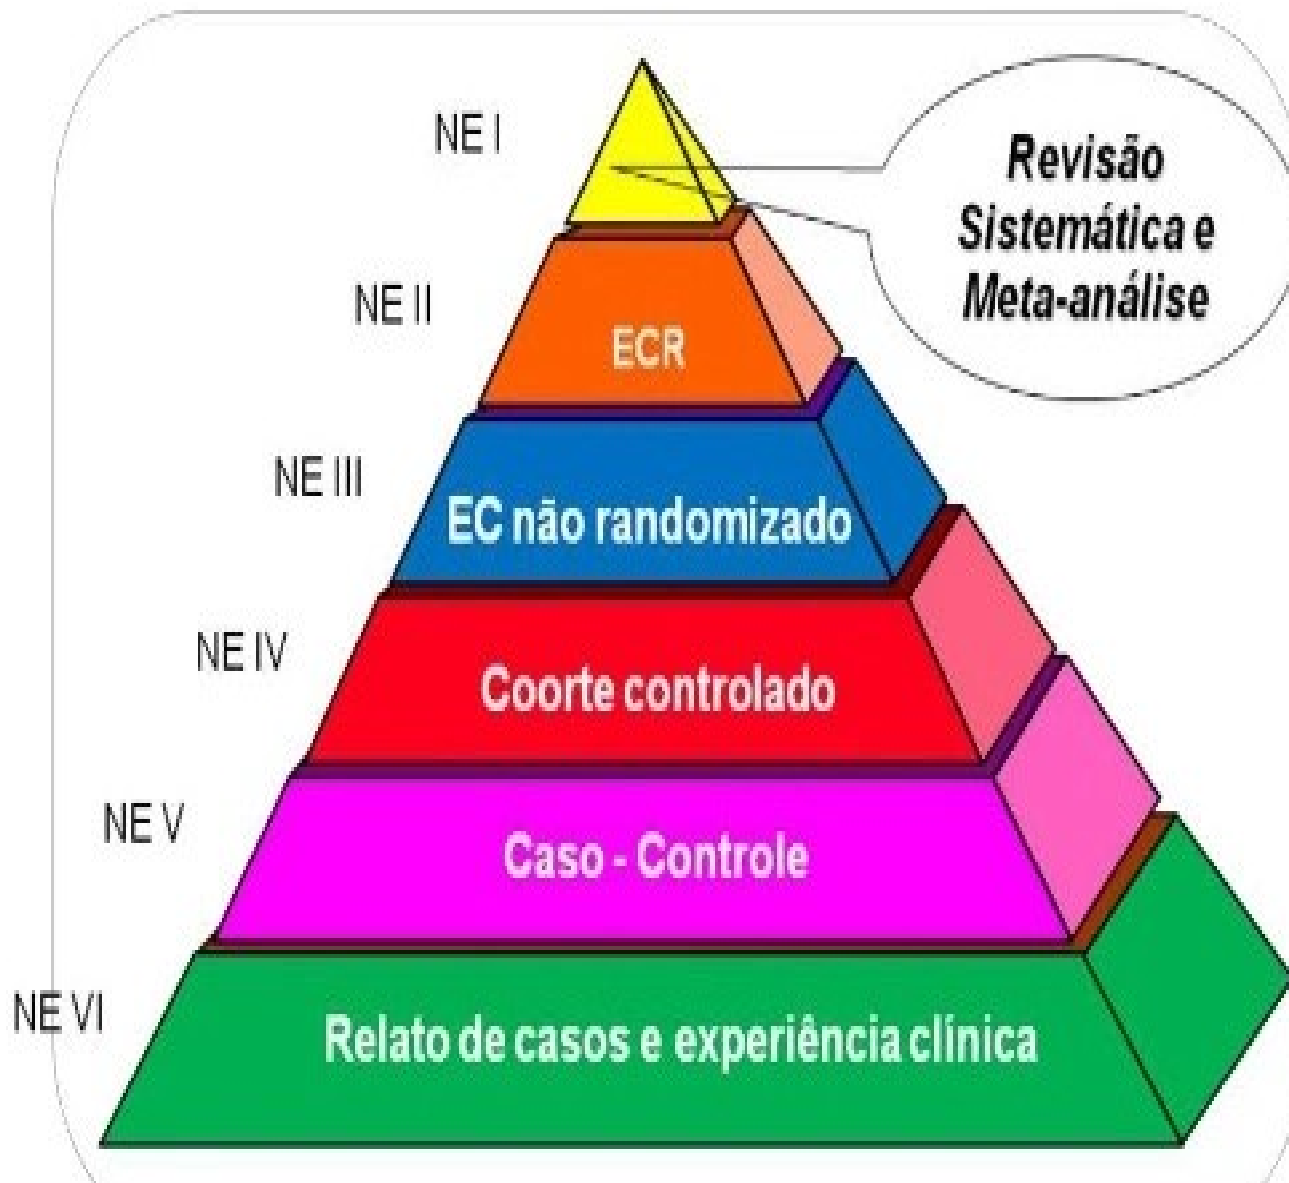 NE I
Revisão
Sistemática e
Meta-análise
NE II
ECR
NE III
EC não randomizado
NE IV
Coorte controlado
NE V
Caso - Controle
NE VI
Relato de casos e experiência clínica